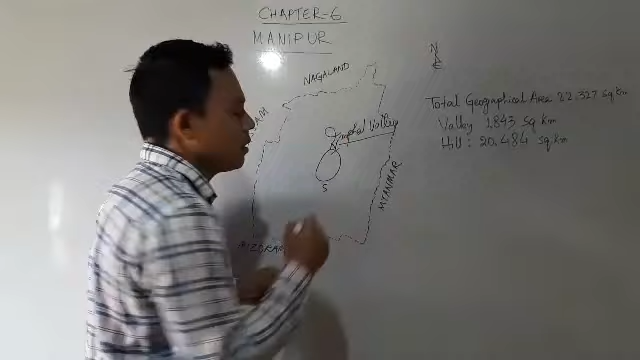 CHAPTER-6
MANIPUR
N
NAGALAND
Total Geographical Area 22.327 sq km
Valley 1843 sq km
Hill : 20.484 sq km
Imphal Valley
MYANMAR
S
MIZORAM